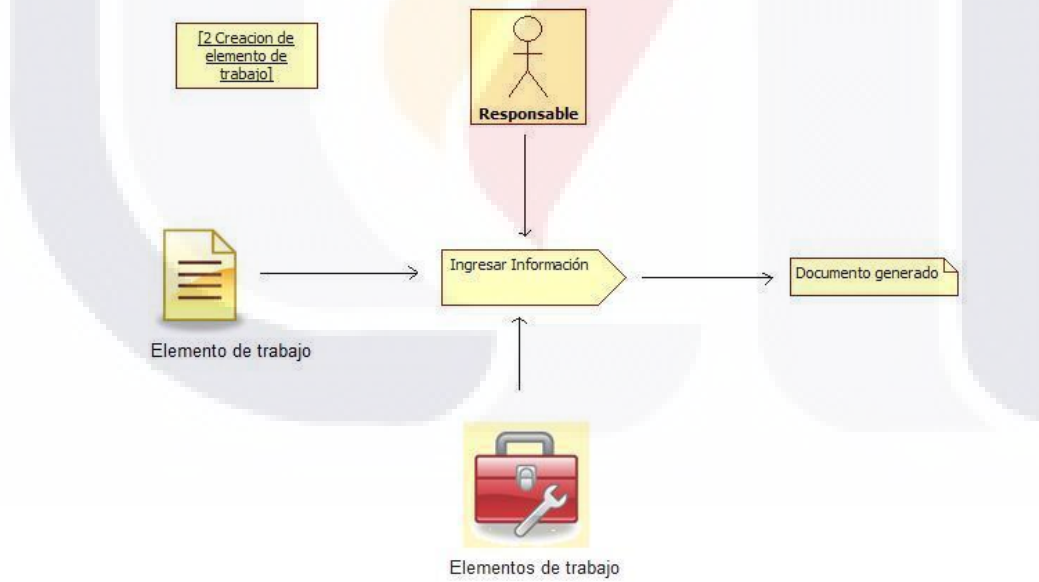 [2 Creacion de
elemento de
trabajo]
Responsable
Ingresar Información
Documento generado
Elemento de trabajo
Elementos de trabajo